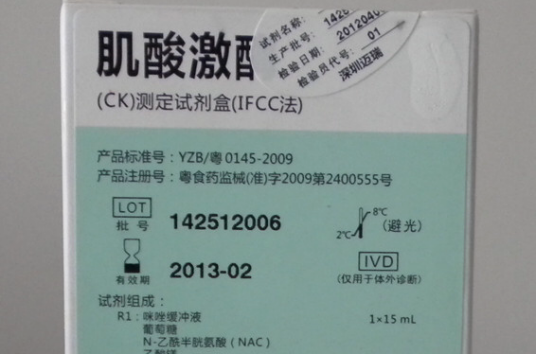 肌酸激
(CK)测定试剂盒(IFCC法)
试剂名称：
生产批号：
检验日期：
检验员代号：01
深圳迈瑞
产品标准号：YZB/粤 0145-2009
产品注册号：粤食药监械(准)字2009第2400555号
LOT
批 号
142512006
8℃
2℃
(避光)
有效期
2013-02
IVD
(仅用于体外诊断)
试剂组成：
R1：咪唑缓冲液
1×15 mL
葡萄糖
N-乙酰半胱氨酸（NAC）